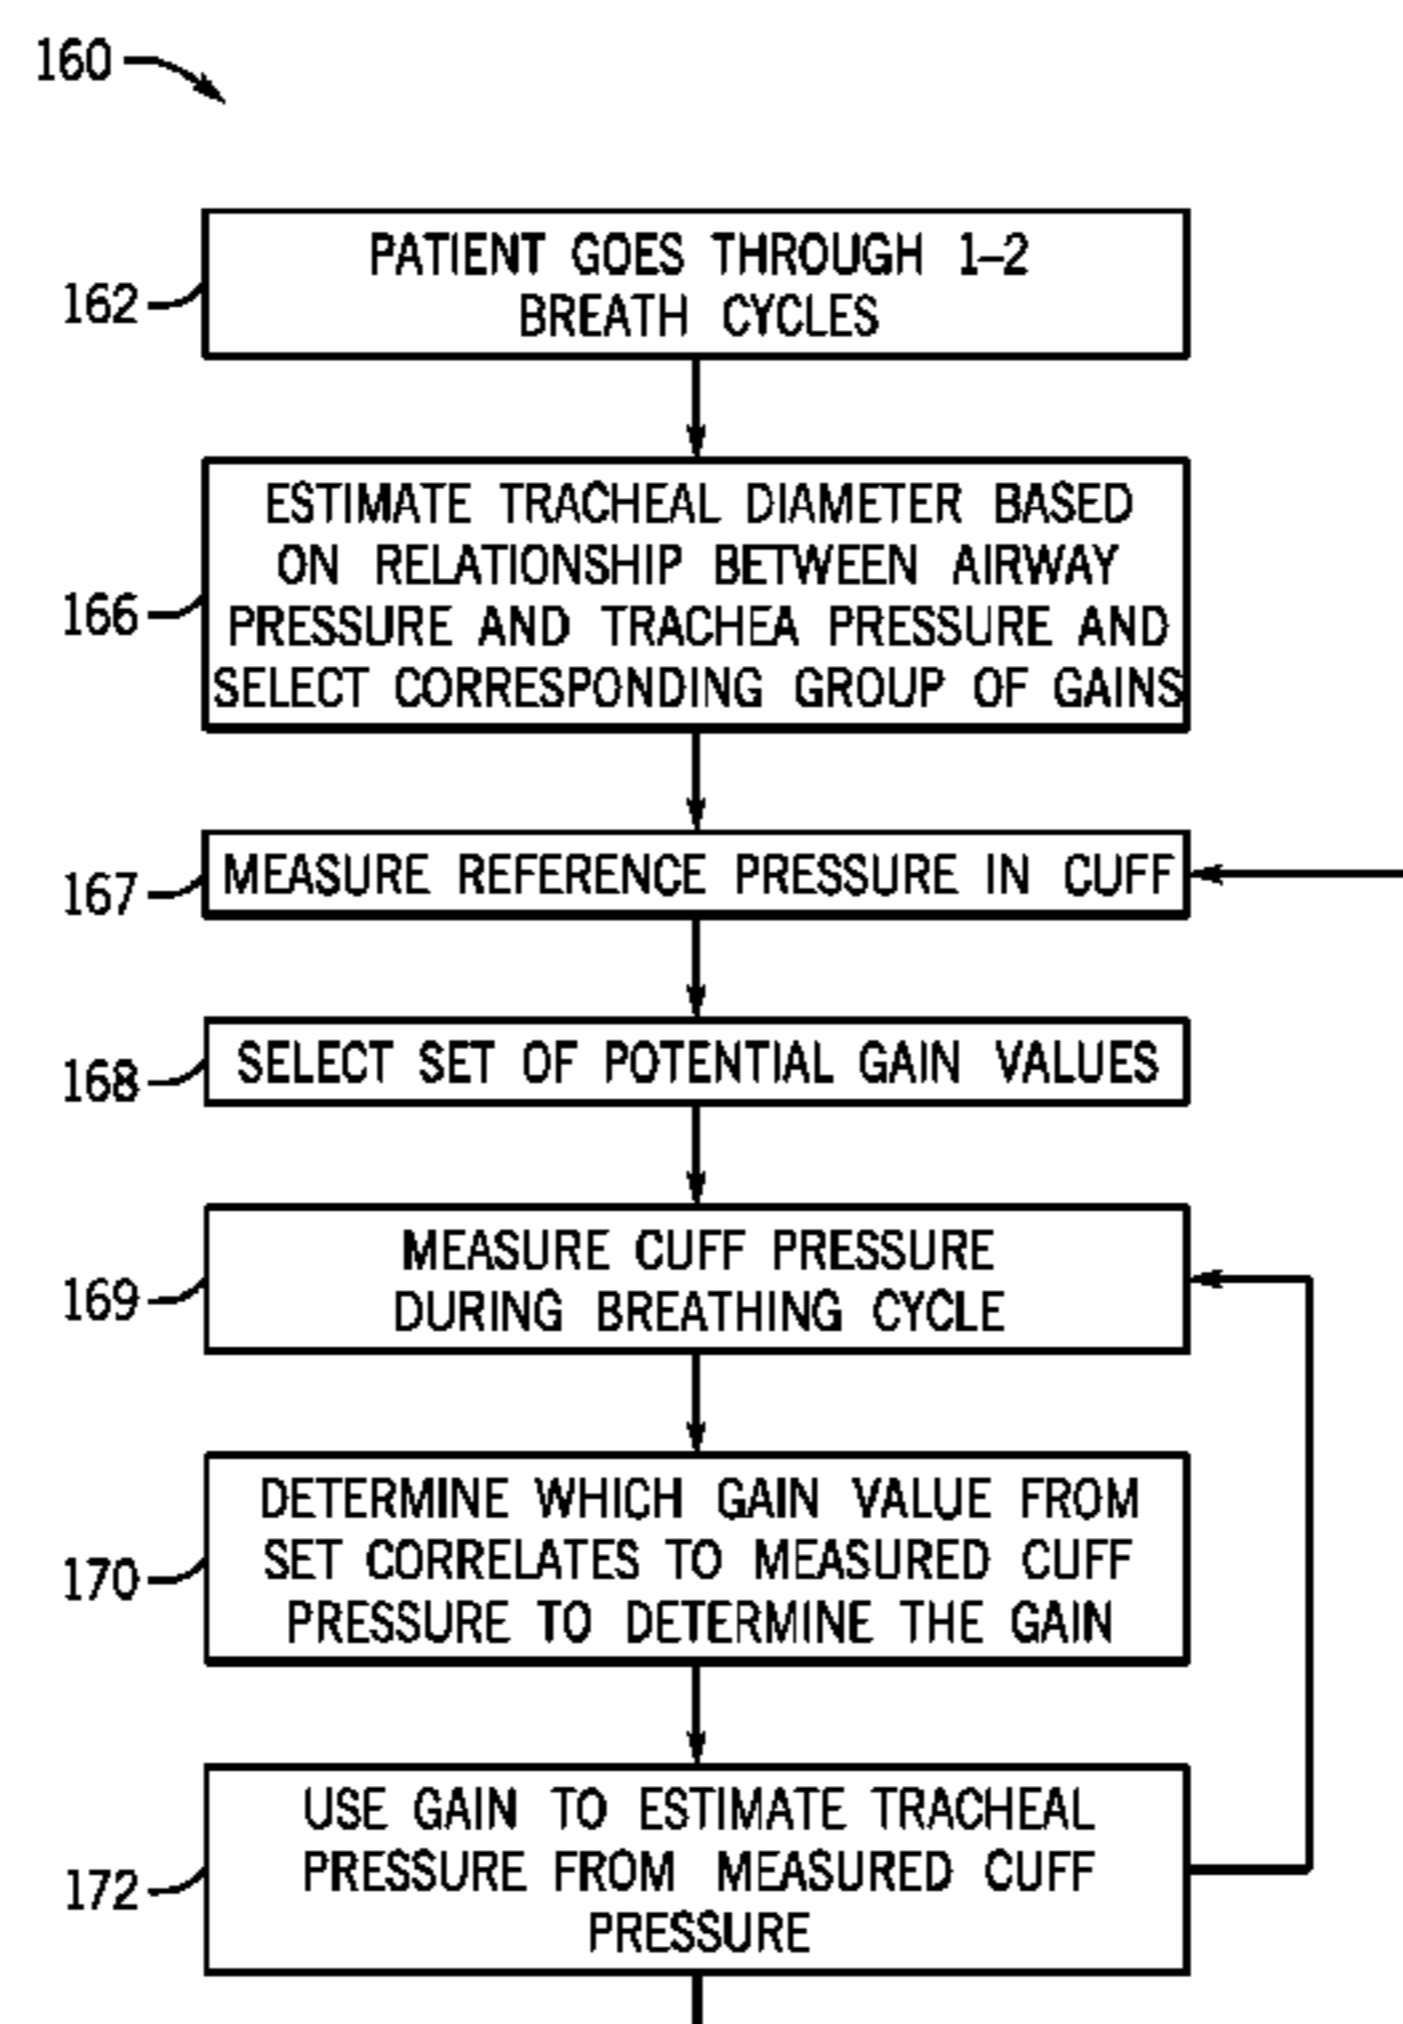 160
162
PATIENT GOES THROUGH 1–2
BREATH CYCLES
166
ESTIMATE TRACHEAL DIAMETER BASED
ON RELATIONSHIP BETWEEN AIRWAY
PRESSURE AND TRACHEA PRESSURE AND
SELECT CORRESPONDING GROUP OF GAINS
167
MEASURE REFERENCE PRESSURE IN CUFF
168
SELECT SET OF POTENTIAL GAIN VALUES
169
MEASURE CUFF PRESSURE
DURING BREATHING CYCLE
170
DETERMINE WHICH GAIN VALUE FROM
SET CORRELATES TO MEASURED CUFF
PRESSURE TO DETERMINE THE GAIN
172
USE GAIN TO ESTIMATE TRACHEAL
PRESSURE FROM MEASURED CUFF
PRESSURE